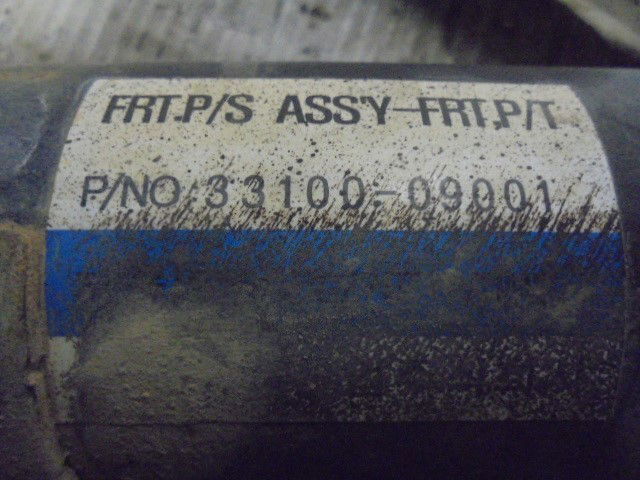 FRT.P/S ASS'Y-FRT.P/T
P/NO 33100-09001